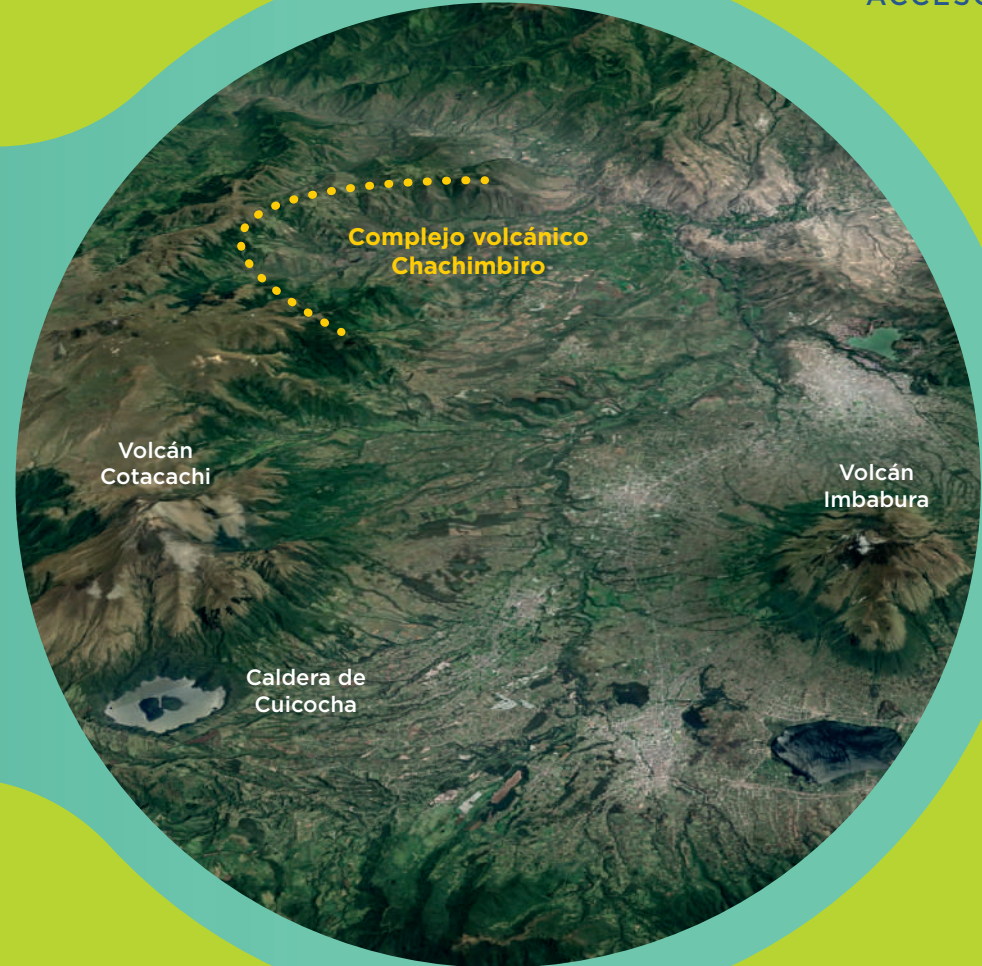 Complejo volcánico
Chachimbiro
Volcán
Cotacachi
Volcán
Imbabura
Caldera de
Cuicocha